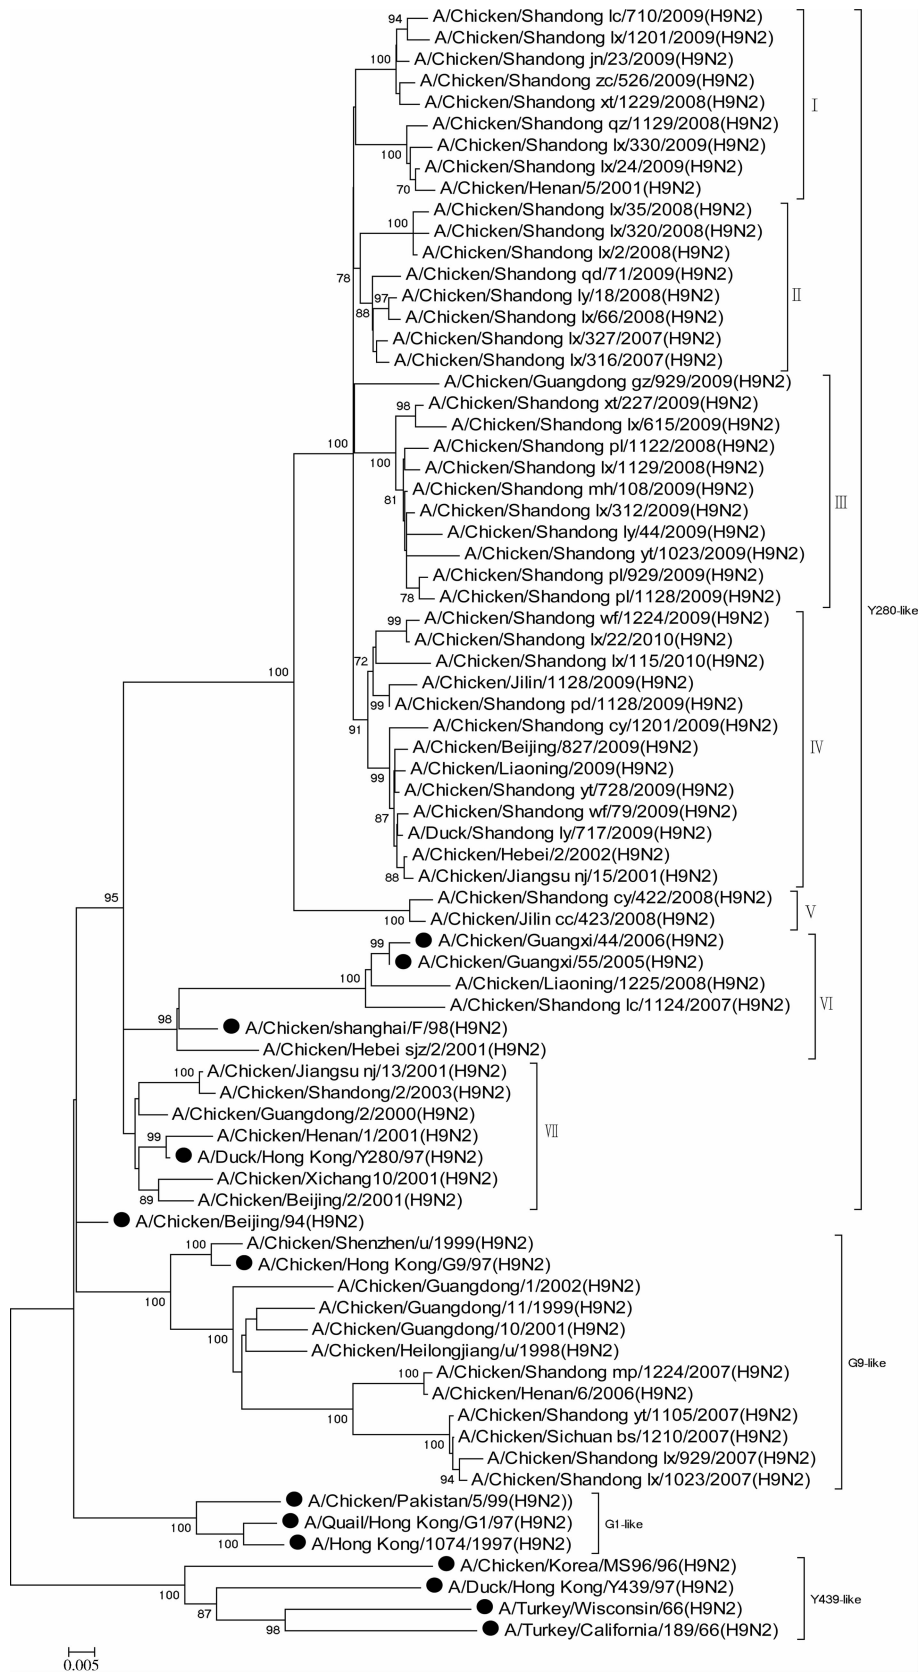 94 A/Chicken/Shandong lc/710/2009(H9N2)
A/Chicken/Shandong lx/1201/2009(H9N2)
100 A/Chicken/Shandong jn/23/2009(H9N2)
A/Chicken/Shandong zc/526/2009(H9N2)
A/Chicken/Shandong xt/1229/2008(H9N2)
I
A/Chicken/Shandong qz/1129/2008(H9N2)
A/Chicken/Shandong lx/330/2009(H9N2)
100
A/Chicken/Shandong lx/24/2009(H9N2)
70 A/Chicken/Henan/5/2001(H9N2)
A/Chicken/Shandong lx/35/2008(H9N2)
100
A/Chicken/Shandong lx/320/2008(H9N2)
A/Chicken/Shandong lx/2/2008(H9N2)
78
A/Chicken/Shandong qd/71/2009(H9N2)
97 A/Chicken/Shandong ly/18/2008(H9N2)
II
88
A/Chicken/Shandong lx/66/2008(H9N2)
A/Chicken/Shandong lx/327/2007(H9N2)
A/Chicken/Shandong lx/316/2007(H9N2)
A/Chicken/Guangdong gz/929/2009(H9N2)
98 A/Chicken/Shandong xt/227/2009(H9N2)
A/Chicken/Shandong lx/615/2009(H9N2)
100
A/Chicken/Shandong pl/1122/2008(H9N2)
100
A/Chicken/Shandong lx/1129/2008(H9N2)
A/Chicken/Shandong mh/108/2009(H9N2)
81
III
A/Chicken/Shandong lx/312/2009(H9N2)
A/Chicken/Shandong ly/44/2009(H9N2)
A/Chicken/Shandong yt/1023/2009(H9N2)
A/Chicken/Shandong pl/929/2009(H9N2)
78 A/Chicken/Shandong pl/1128/2009(H9N2)
Y280-like
99 A/Chicken/Shandong wf/1224/2009(H9N2)
A/Chicken/Shandong lx/22/2010(H9N2)
72 A/Chicken/Shandong lx/115/2010(H9N2)
100
A/Chicken/Jilin/1128/2009(H9N2)
99 A/Chicken/Shandong pd/1128/2009(H9N2)
91
A/Chicken/Shandong cy/1201/2009(H9N2)
A/Chicken/Beijing/827/2009(H9N2)
IV
A/Chicken/Liaoning/2009(H9N2)
99
A/Chicken/Shandong yt/728/2009(H9N2)
A/Chicken/Shandong wf/79/2009(H9N2)
87
A/Duck/Shandong ly/717/2009(H9N2)
A/Chicken/Hebei/2/2002(H9N2)
88 A/Chicken/Jiangsu nj/15/2001(H9N2)
95
A/Chicken/Shandong cy/422/2008(H9N2)
V
100 A/Chicken/Jilin cc/423/2008(H9N2)
99 A/Chicken/Guangxi/44/2006(H9N2)
A/Chicken/Guangxi/55/2005(H9N2)
100
A/Chicken/Liaoning/1225/2008(H9N2)
VI
A/Chicken/Shandong lc/1124/2007(H9N2)
98
A/Chicken/shanghai/F/98(H9N2)
A/Chicken/Hebei sjz/2/2001(H9N2)
100 A/Chicken/Jiangsu nj/13/2001(H9N2)
A/Chicken/Shandong/2/2003(H9N2)
A/Chicken/Guangdong/2/2000(H9N2)
VII
99 A/Chicken/Henan/1/2001(H9N2)
A/Duck/Hong Kong/Y280/97(H9N2)
A/Chicken/Xichang10/2001(H9N2)
89 A/Chicken/Beijing/2/2001(H9N2)
A/Chicken/Beijing/94(H9N2)
100 A/Chicken/Shenzhen/u/1999(H9N2)
A/Chicken/Hong Kong/G9/97(H9N2)
A/Chicken/Guangdong/1/2002(H9N2)
100
A/Chicken/Guangdong/11/1999(H9N2)
A/Chicken/Guangdong/10/2001(H9N2)
100
A/Chicken/Heilongjiang/u/1998(H9N2)
G9-like
100 A/Chicken/Shandong mp/1224/2007(H9N2)
A/Chicken/Henan/6/2006(H9N2)
100
A/Chicken/Shandong yt/1105/2007(H9N2)
A/Chicken/Sichuan bs/1210/2007(H9N2)
100
A/Chicken/Shandong lx/929/2007(H9N2)
94 A/Chicken/Shandong lx/1023/2007(H9N2)
A/Chicken/Pakistan/5/99(H9N2))
100 A/Quail/Hong Kong/G1/97(H9N2)
G1-like
100 A/Hong Kong/1074/1997(H9N2)
A/Chicken/Korea/MS96/96(H9N2)
100
A/Duck/Hong Kong/Y439/97(H9N2)
Y439-like
87 A/Turkey/Wisconsin/66(H9N2)
98 A/Turkey/California/189/66(H9N2)
0.005